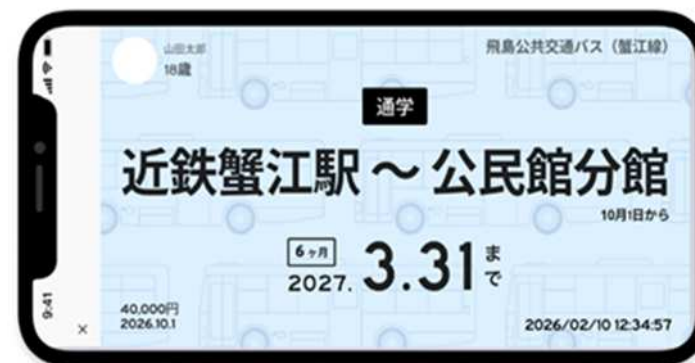 山田太郎
18歳
飛島公共交通バス（蟹江線）
通学
近鉄蟹江駅 ～ 公民館分館
10月1日から
6ヶ月
2027. 3.31 まで
40,000円
2026.10.1
2026/02/10 12:34:57
9:41
×